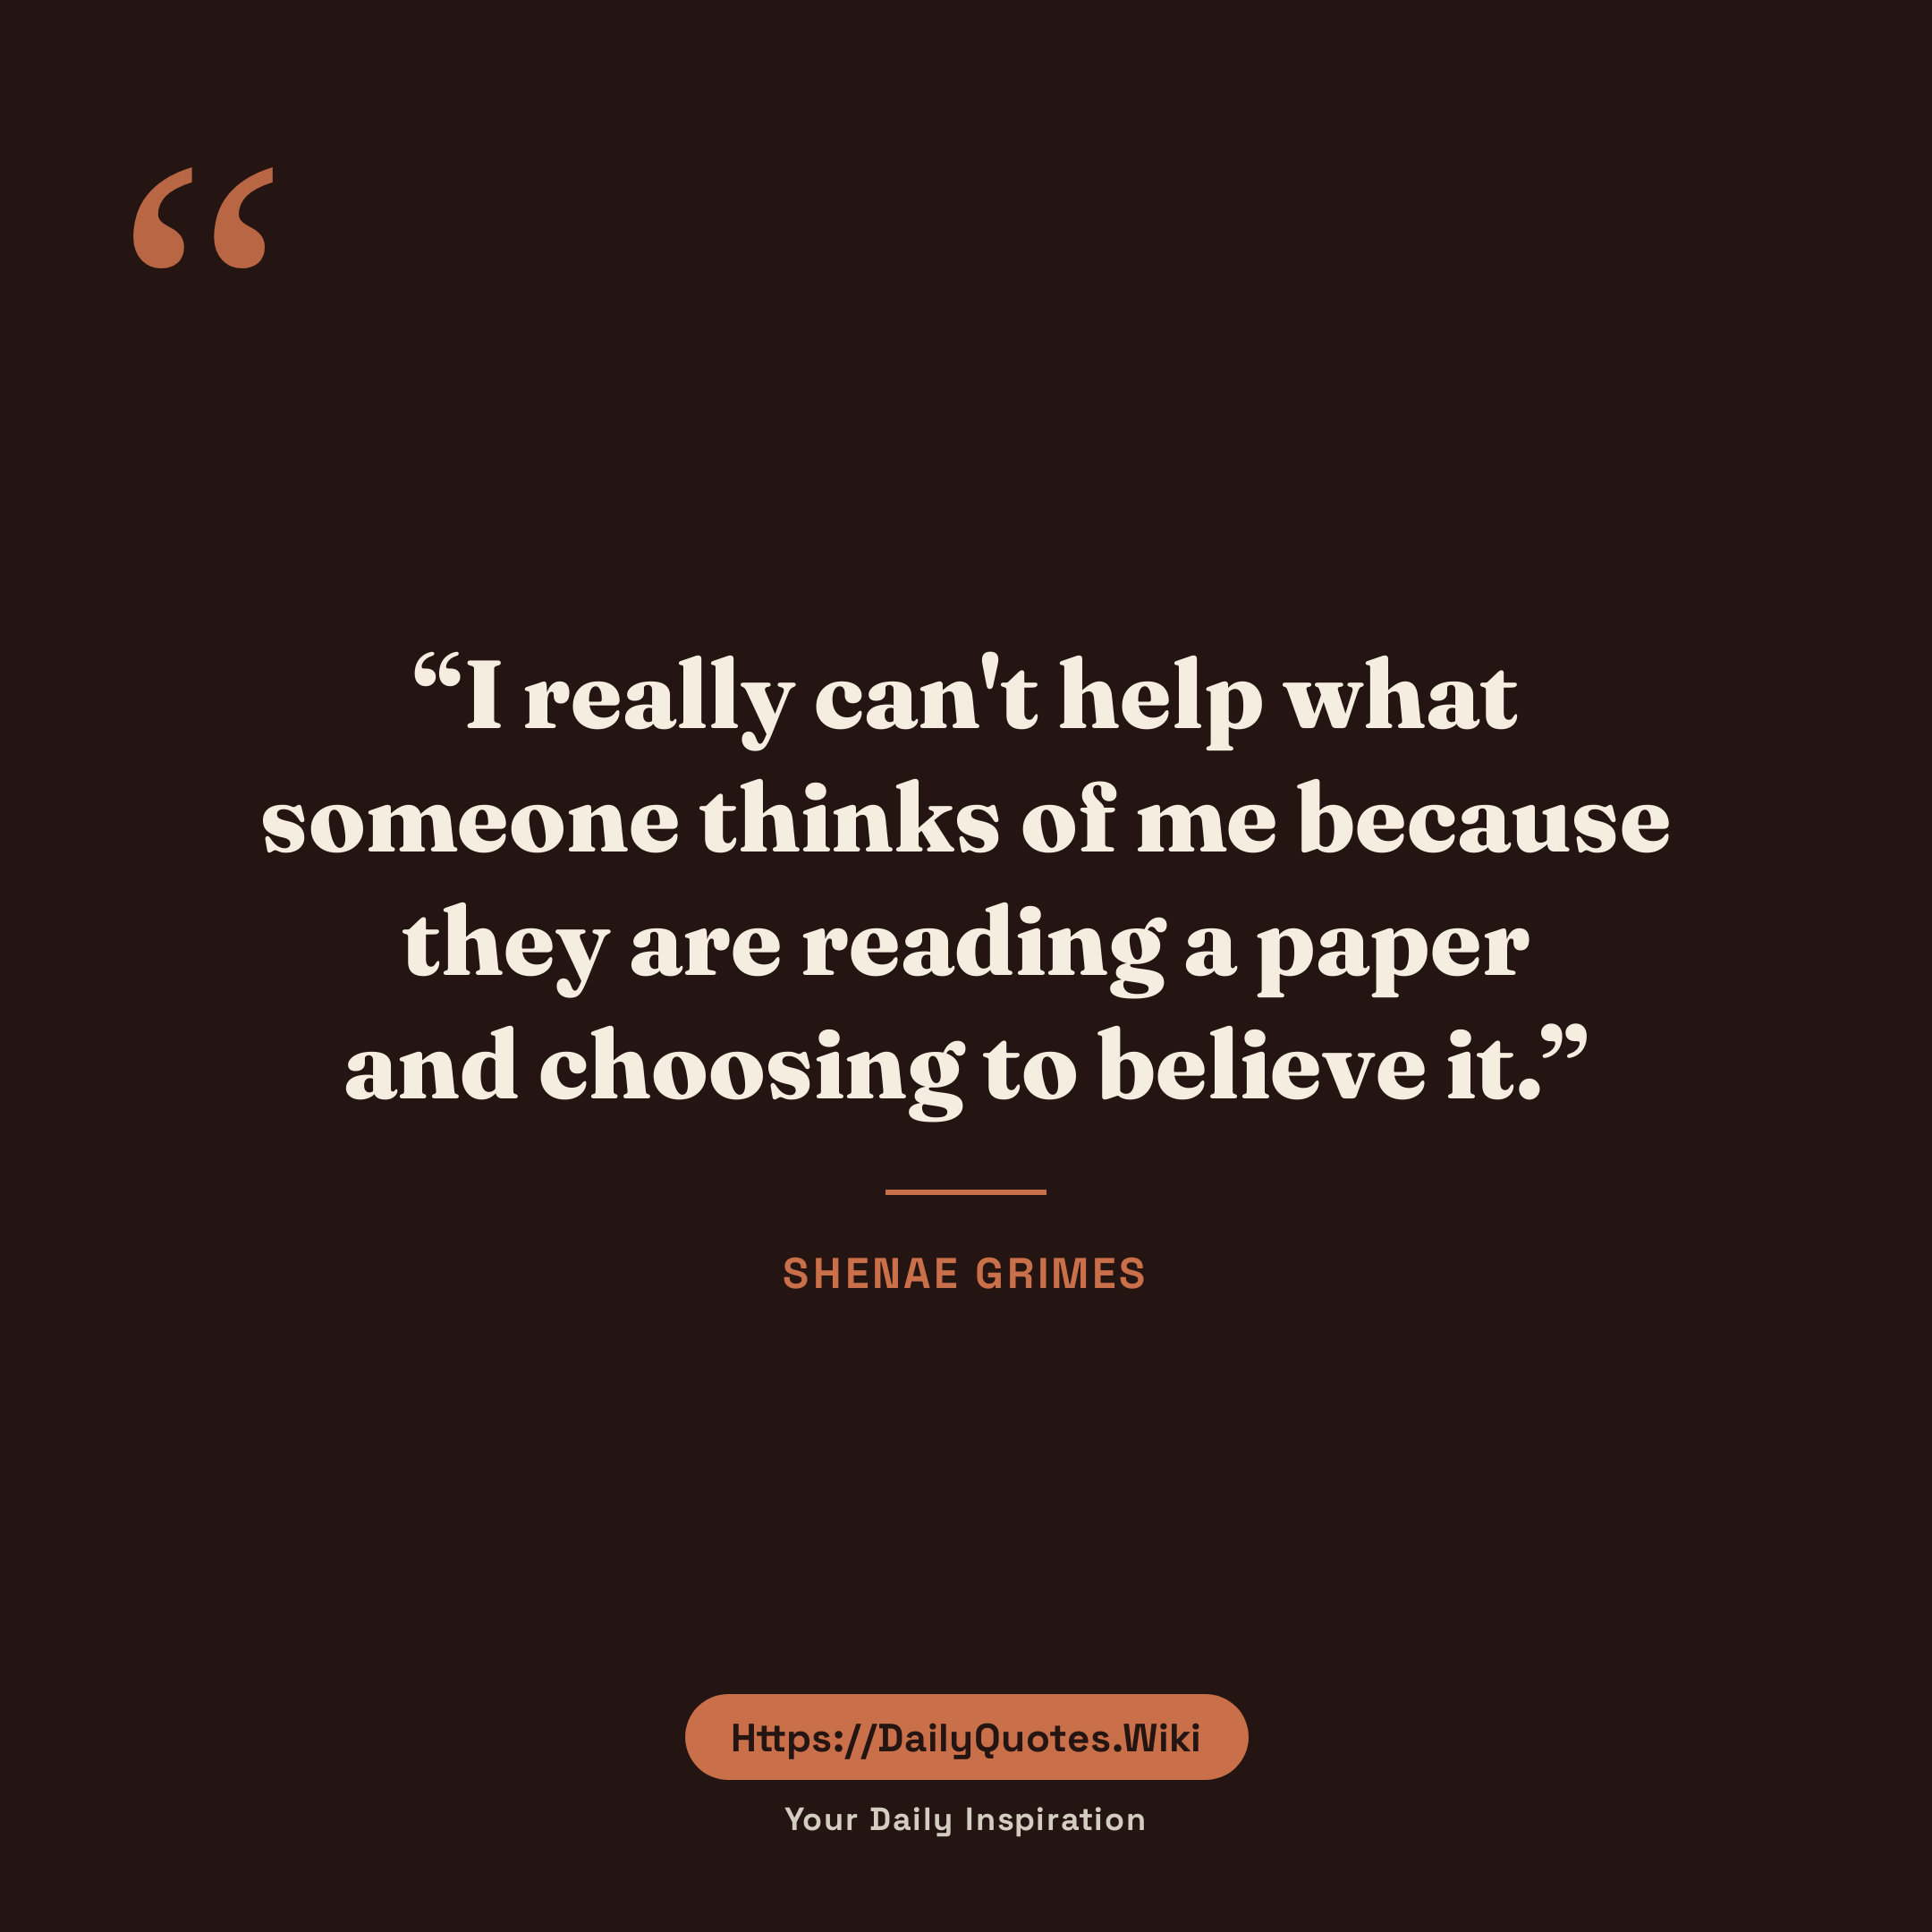 “
“I really can't help what
someone thinks of me because
they are reading a paper
and choosing to believe it.”
SHENAE GRIMES
Https://DailyQuotes.Wiki
Your Daily Inspiration